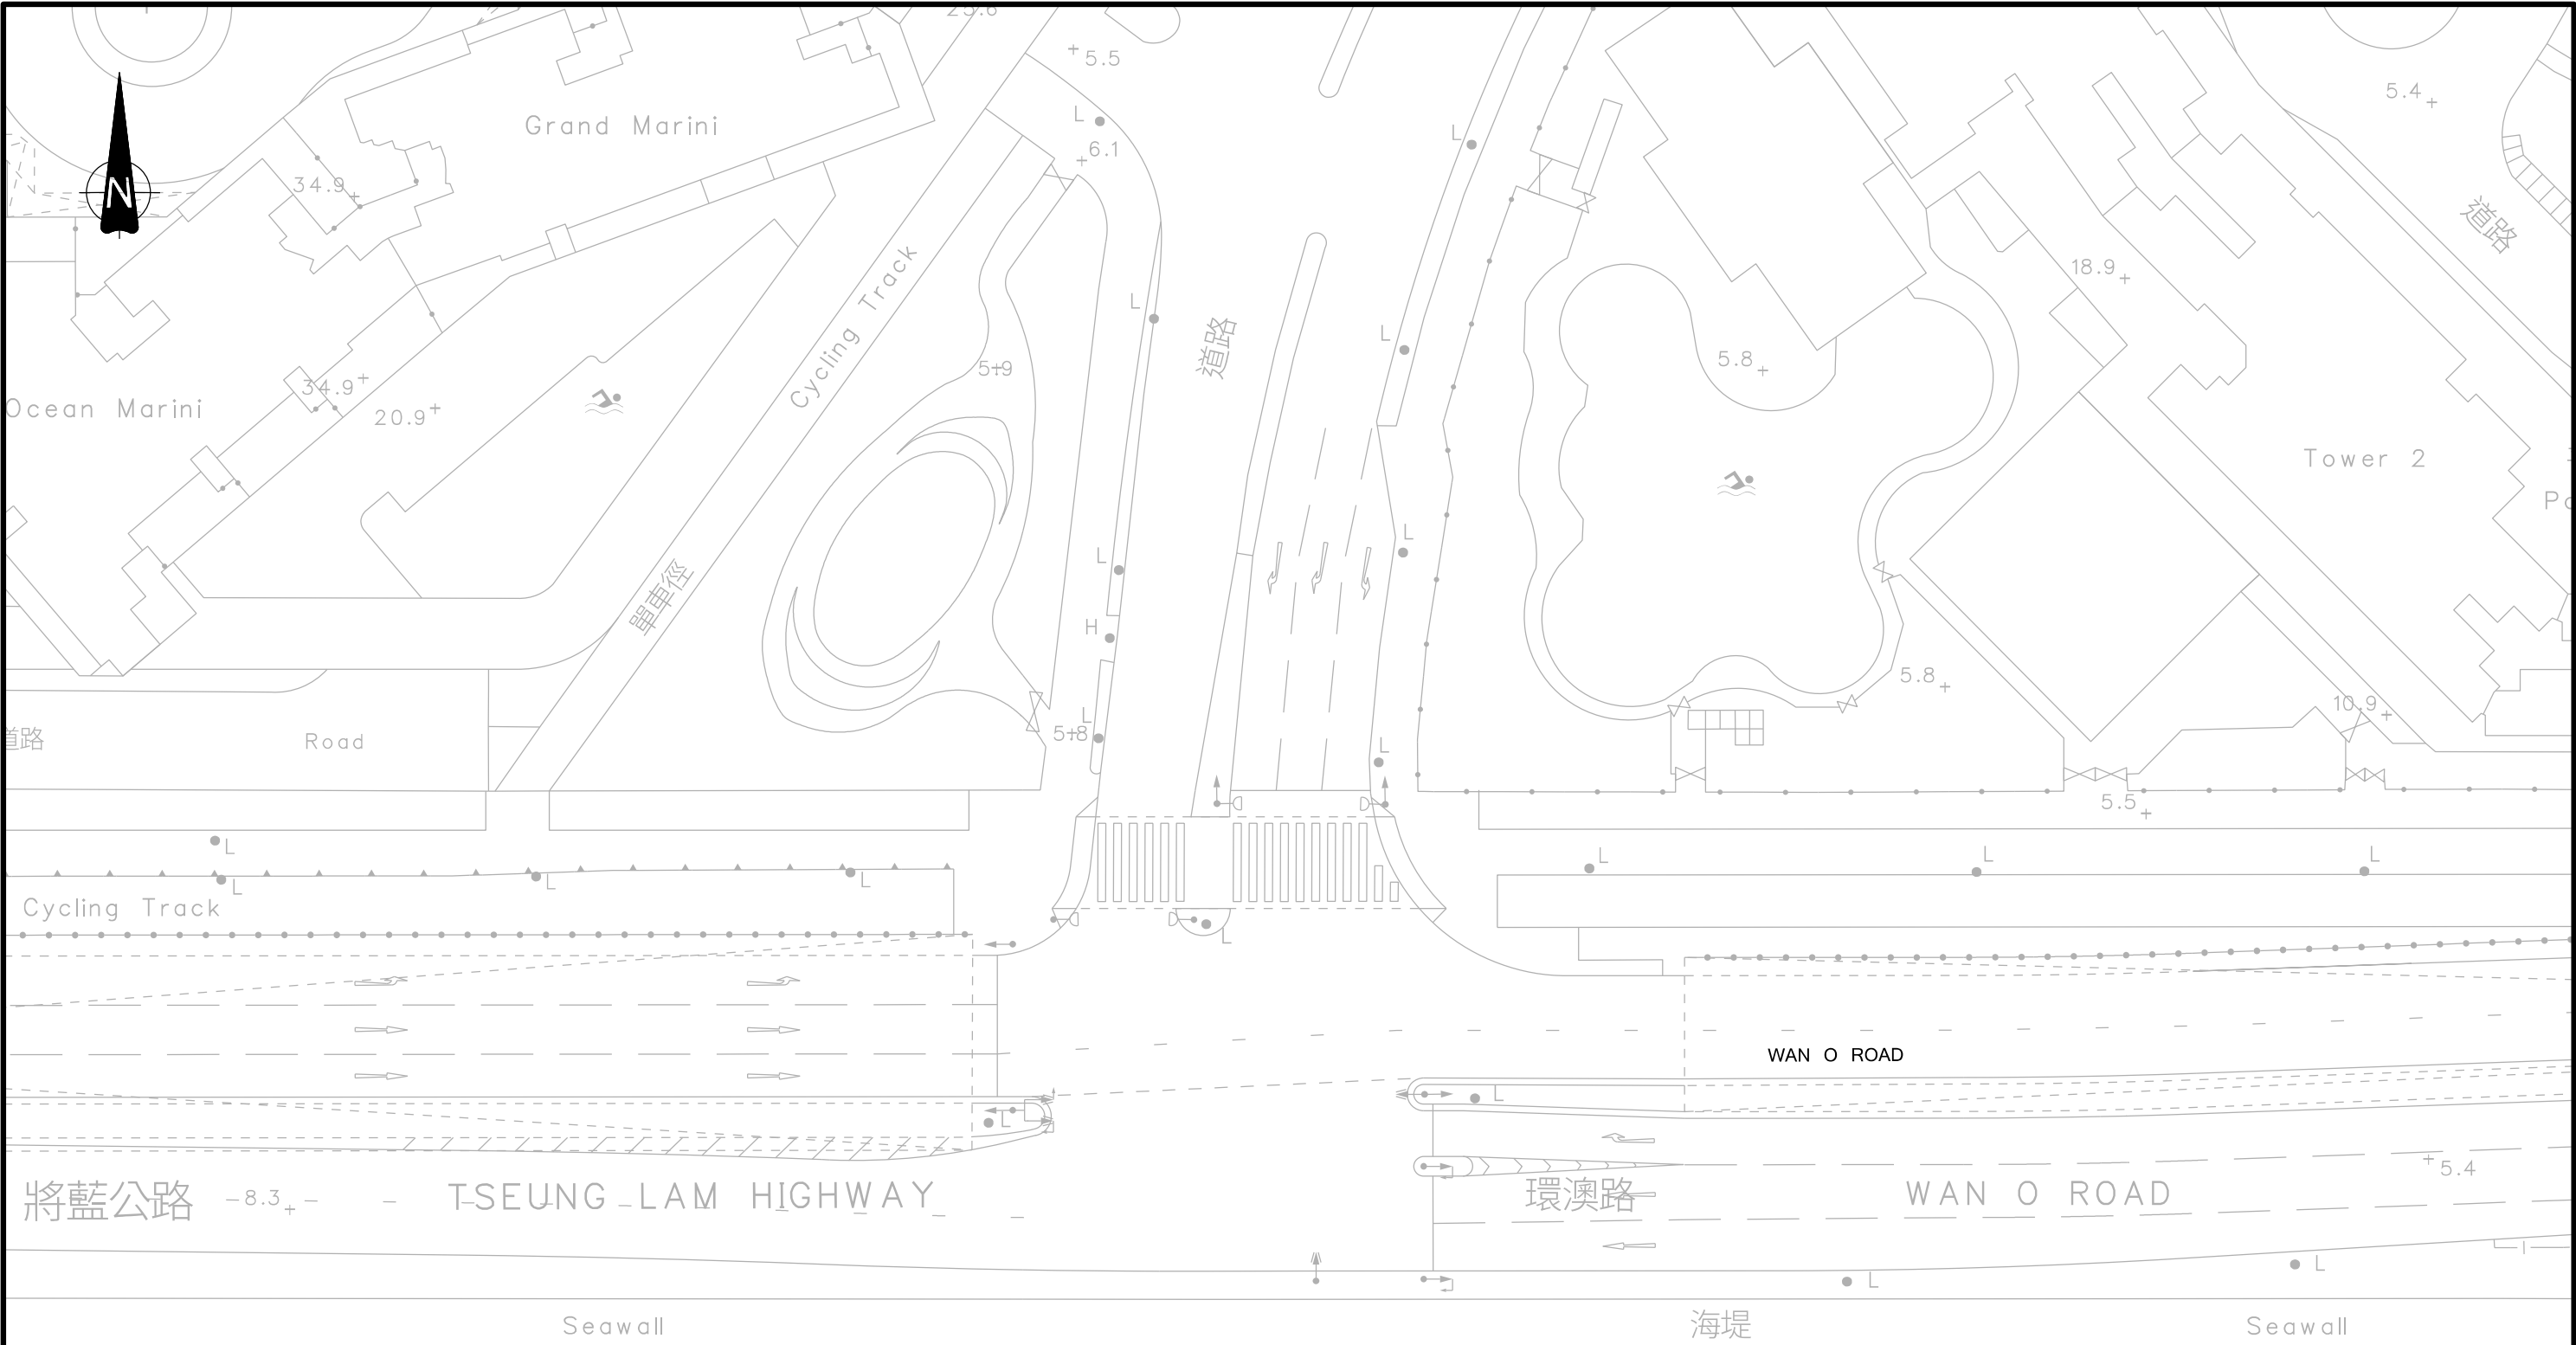 5.5
L
Grand Marini
L
5.4
6.1
N
34.9
道路
18.9
Cycling Track
L
道路
L
5.9
5.8
34.9
20.9
Ocean Marini
Tower 2
L
L
單車徑
H
5.8
10.9
L
5.8
道路
Road
L
5.5
L
L
L
L
L
L
L
Cycling Track
L
WAN O ROAD
L
L
將藍公路
8.3
TSEUNG LAM HIGHWAY
環澳路
WAN O ROAD
5.4
L
L
Seawall
海堤
Seawall